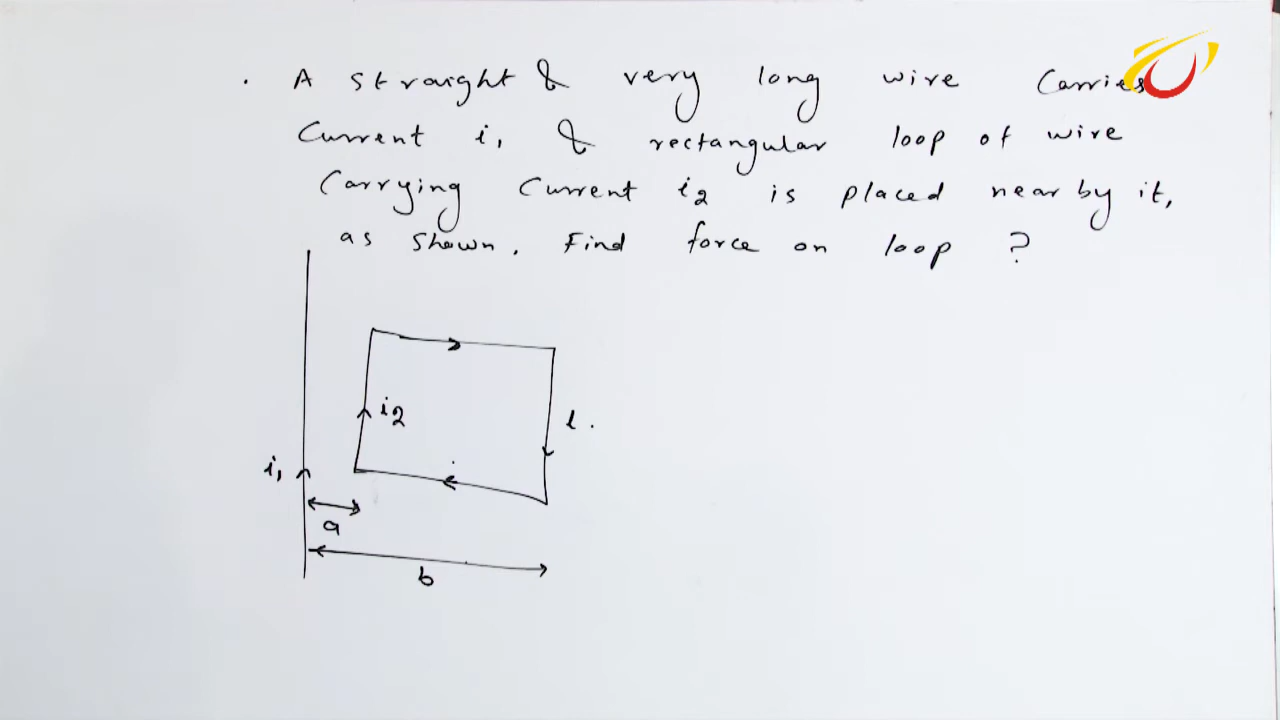 . A straight & very long wire Carries
Current i₁ & rectangular loop of wire
Carrying Current i₂ is placed near by it,
as shown. Find force on loop ?
i₂
l.
i₁
a
b